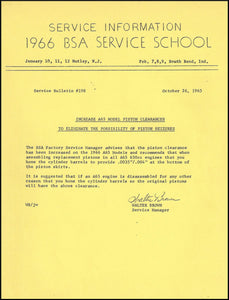 SERVICE INFORMATION
1966 BSA SERVICE SCHOOL
January 10, 11, 12 Nutley, N.J. Feb, 7,8,9, South Bend, Ind.
Service Bulletin #198 October 26, 1965
INCREASE A65 MODEL PISTON CLEARANCES
TO ELIMINATE THE POSSIBILITY OF PISTON SEIZURES
The BSA Factory Service Manager advises that the piston clearance
has been increased on the 1966 A65 Models and recommends that when
assembling replacement pistons in all A65 650cc engines that you
hone the cylinder barrels to provide .0035"/.004" at the bottom
of the piston skirts.
It is suggested that if an A65 engine is disassembled for any other
reason that you hone the cylinder barrels so the original pistons
will have the above clearance.
Walter Brown
WALTER BROWN
WB/j= Service Manager